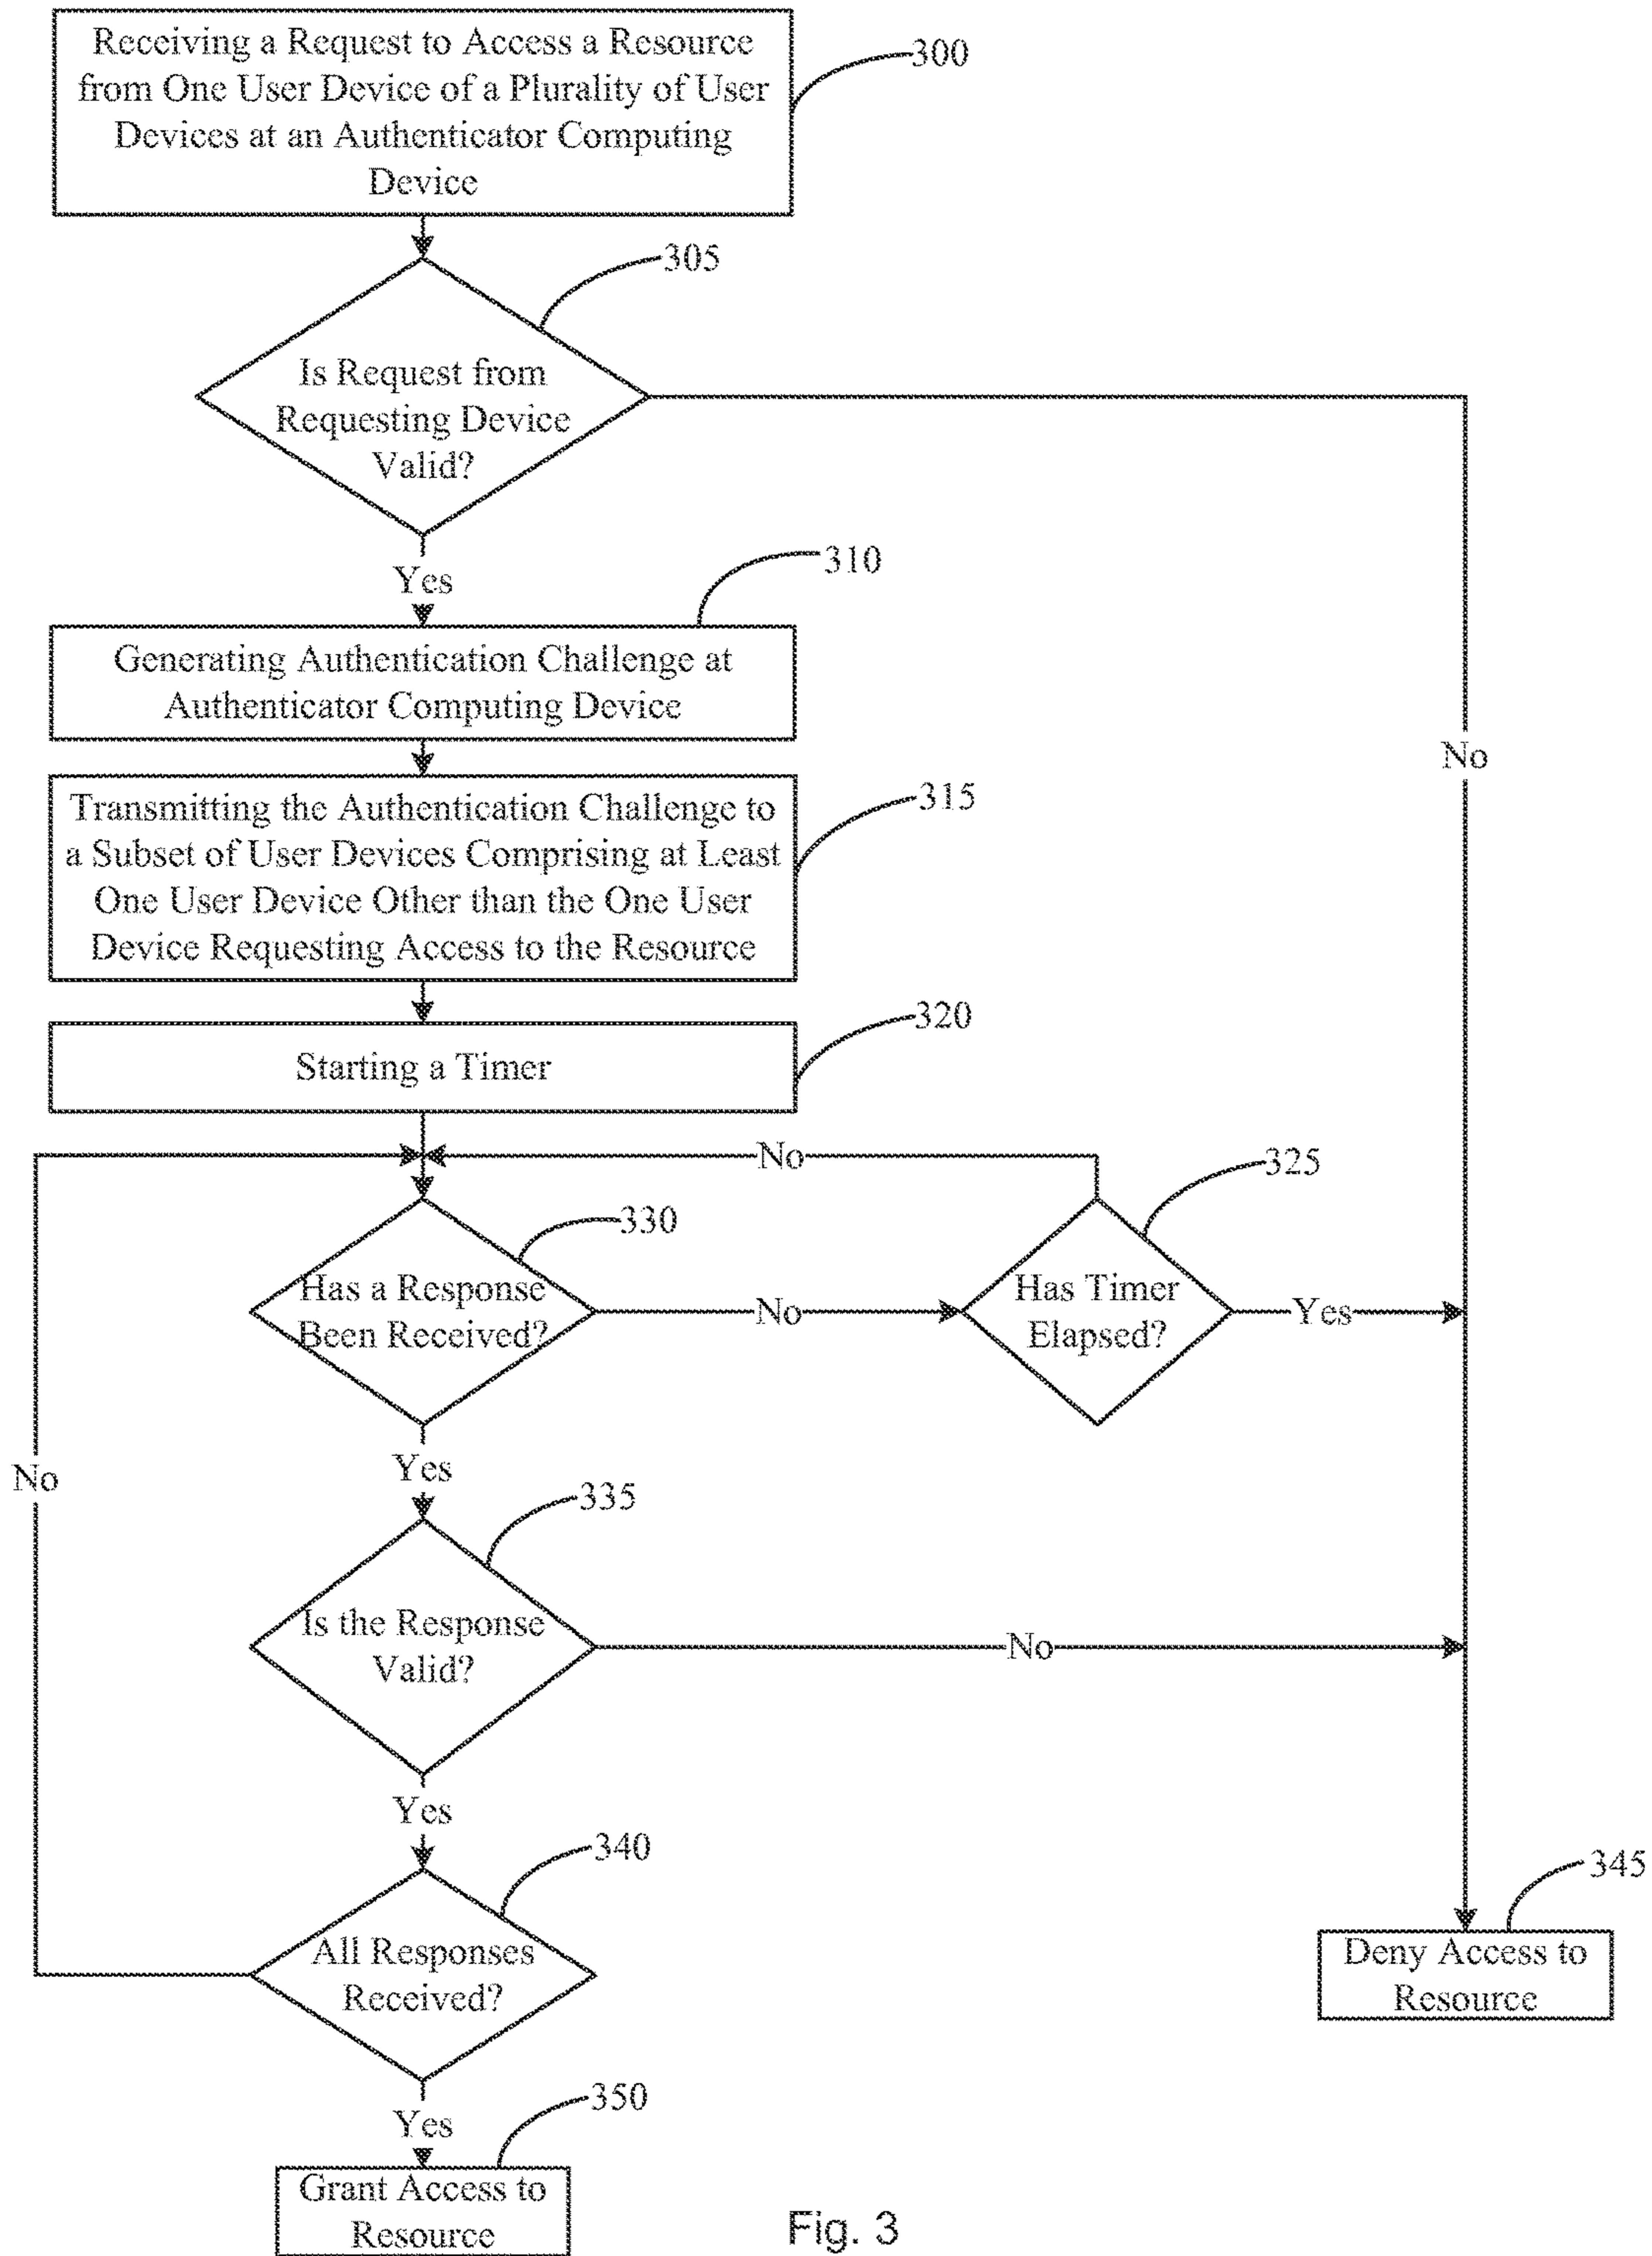 Receiving a Request to Access a Resource
from One User Device of a Plurality of User
Devices at an Authenticator Computing
Device
300
305
Is Request from
Requesting Device
Valid?
Yes
310
Generating Authentication Challenge at
Authenticator Computing Device
No
Transmitting the Authentication Challenge to
a Subset of User Devices Comprising at Least
One User Device Other than the One User
Device Requesting Access to the Resource
315
320
Starting a Timer
No
325
330
Has a Response
Been Received?
No
Has Timer
Elapsed?
Yes
Yes
No
335
Is the Response
Valid?
No
Yes
340
All Responses
Received?
345
Deny Access to
Resource
Yes
350
Grant Access to
Resource
Fig. 3